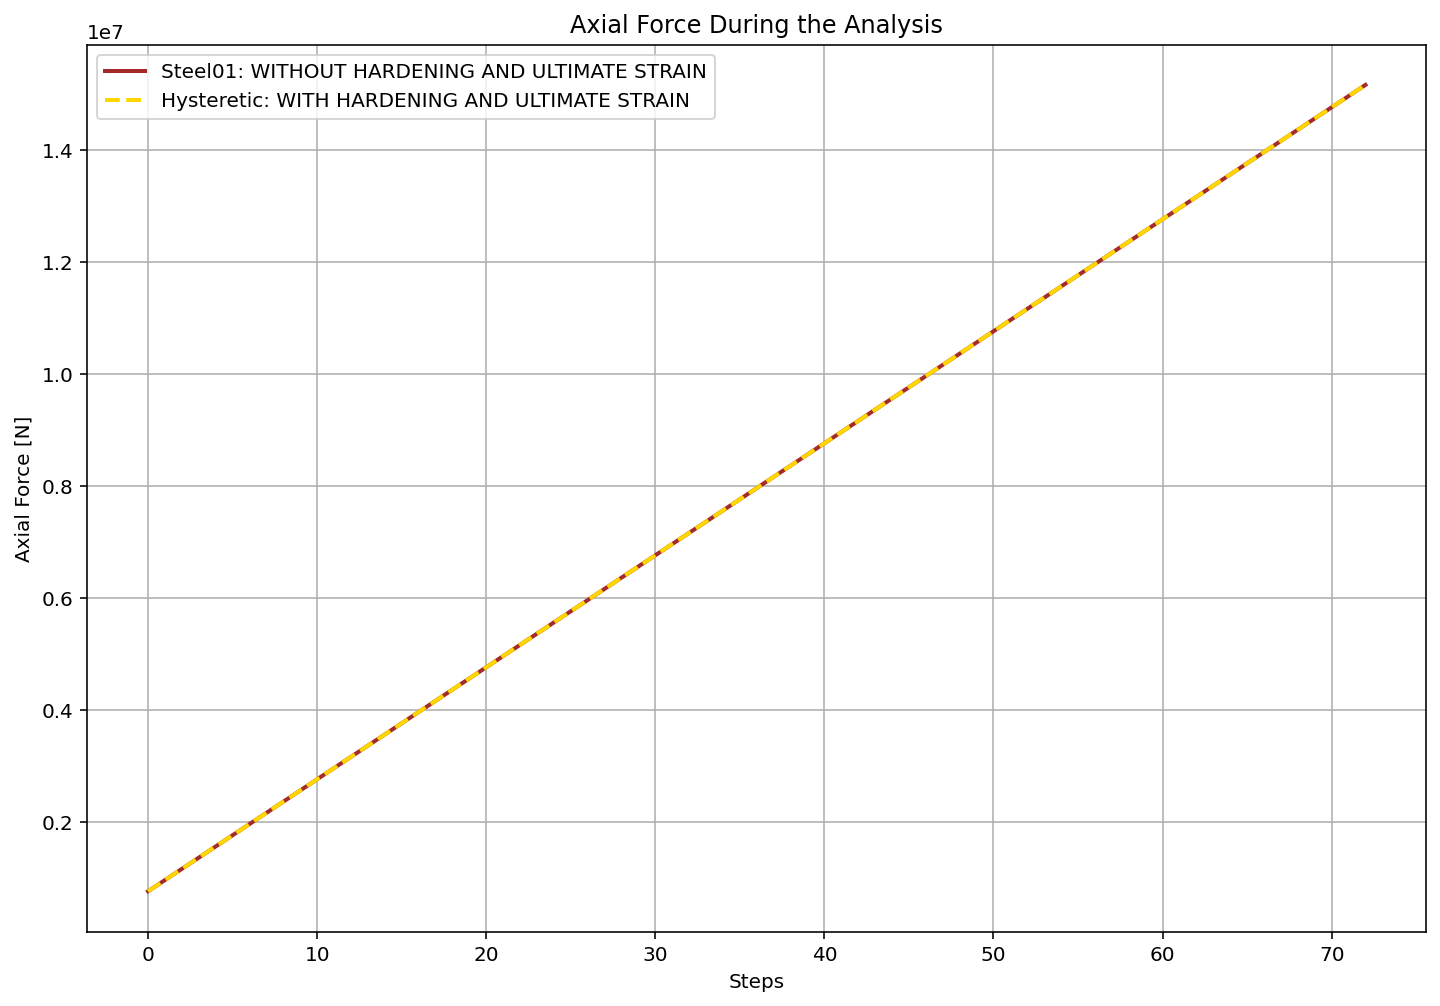 Axial Force During the Analysis
1e7
Steel01: WITHOUT HARDENING AND ULTIMATE STRAIN
Hysteretic: WITH HARDENING AND ULTIMATE STRAIN
1.4
1.2
1.0
0.8
0.6
0.4
0.2
Axial Force [N]
0 10 20 30 40 50 60 70
Steps